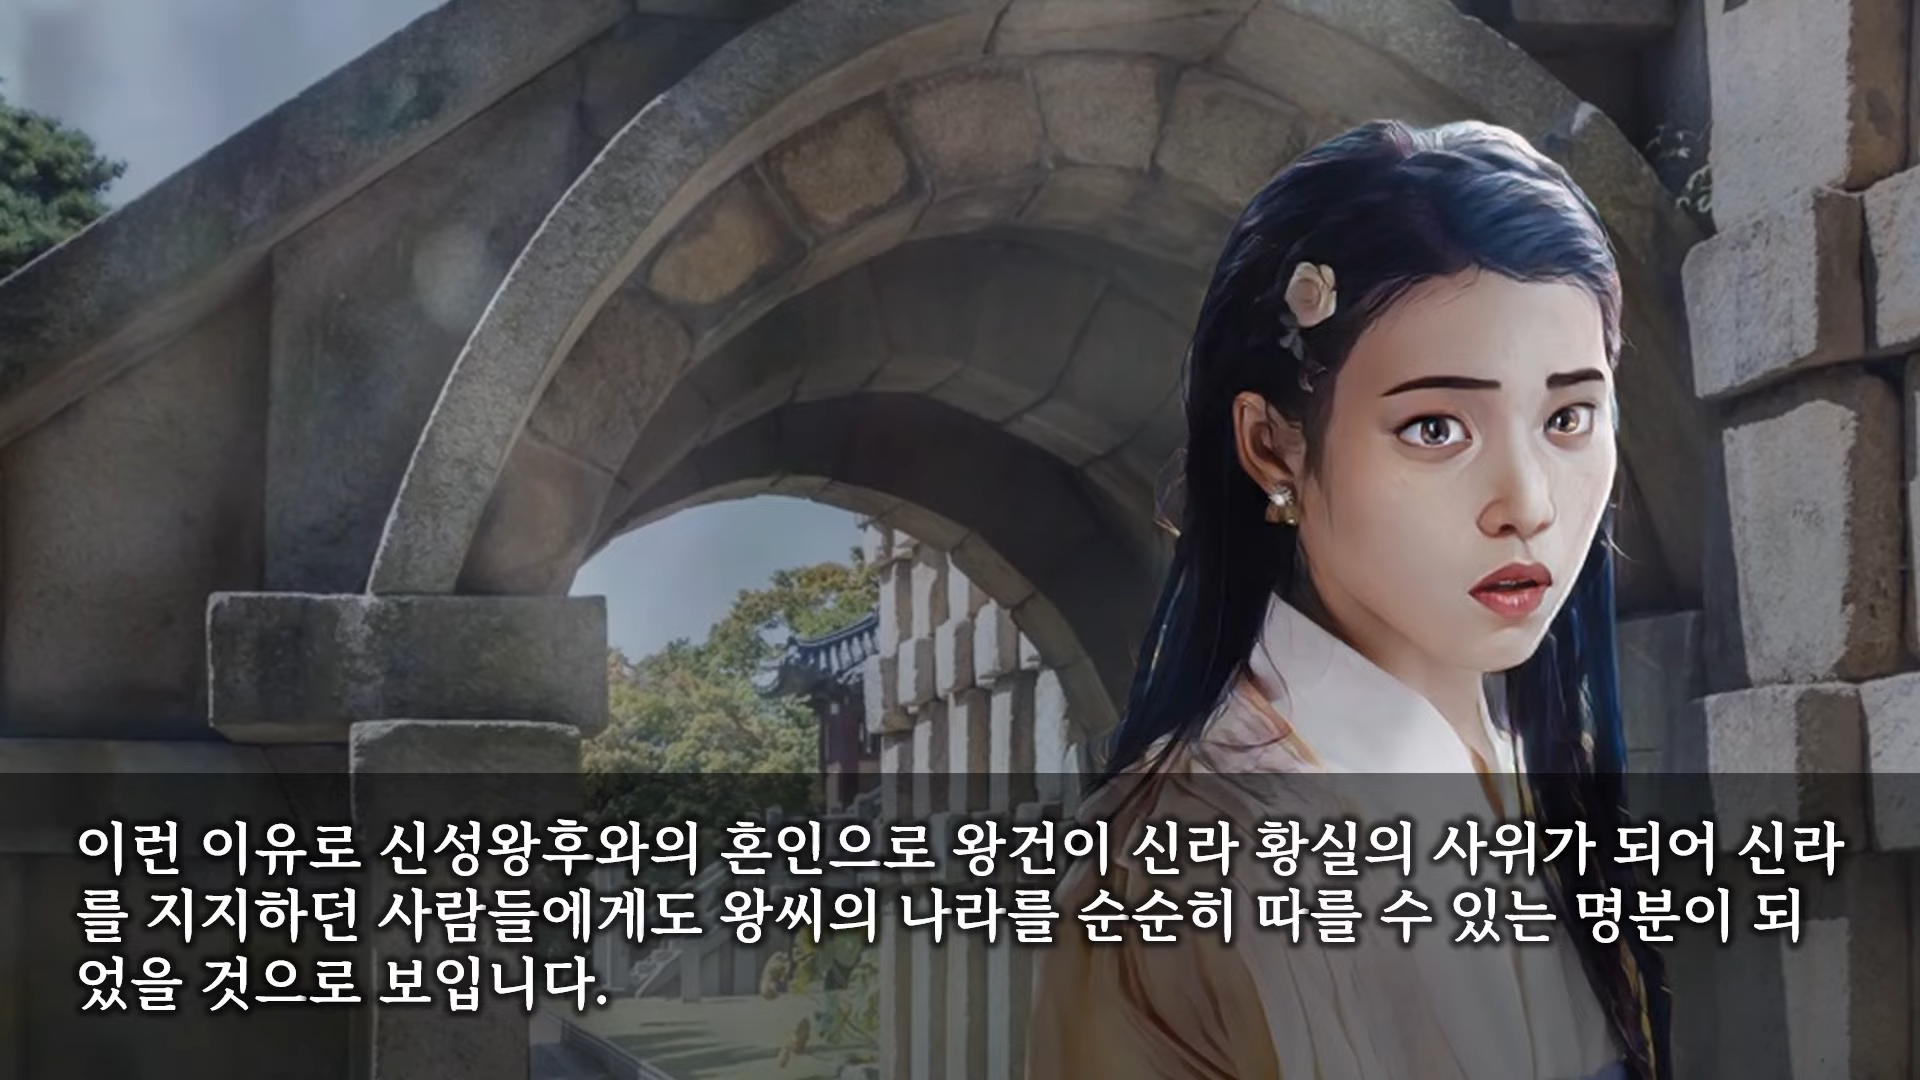 이런 이유로 신성왕후와의 혼인으로 왕건이 신라 황실의 사위가 되어 신라
를 지지하던 사람들에게도 왕씨의 나라를 순순히 따를 수 있는 명분이 되
었을 것으로 보입니다.